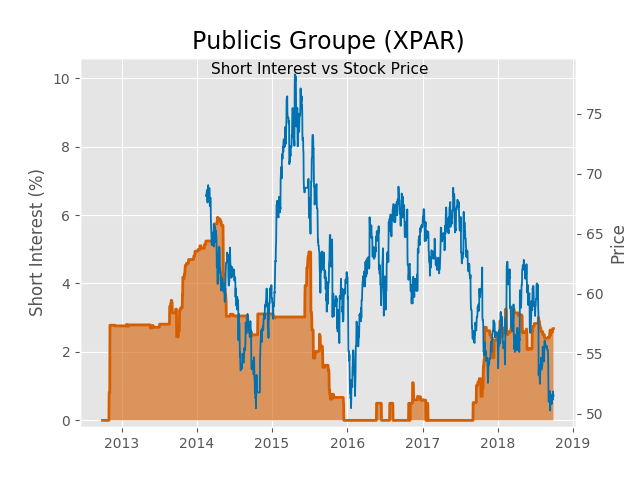 Publicis Groupe (XPAR)
Short Interest vs Stock Price
Short Interest (%)
10
8
6
4
2
0
75
70
65
60
55
50
Price
2013 2014 2015 2016 2017 2018 2019